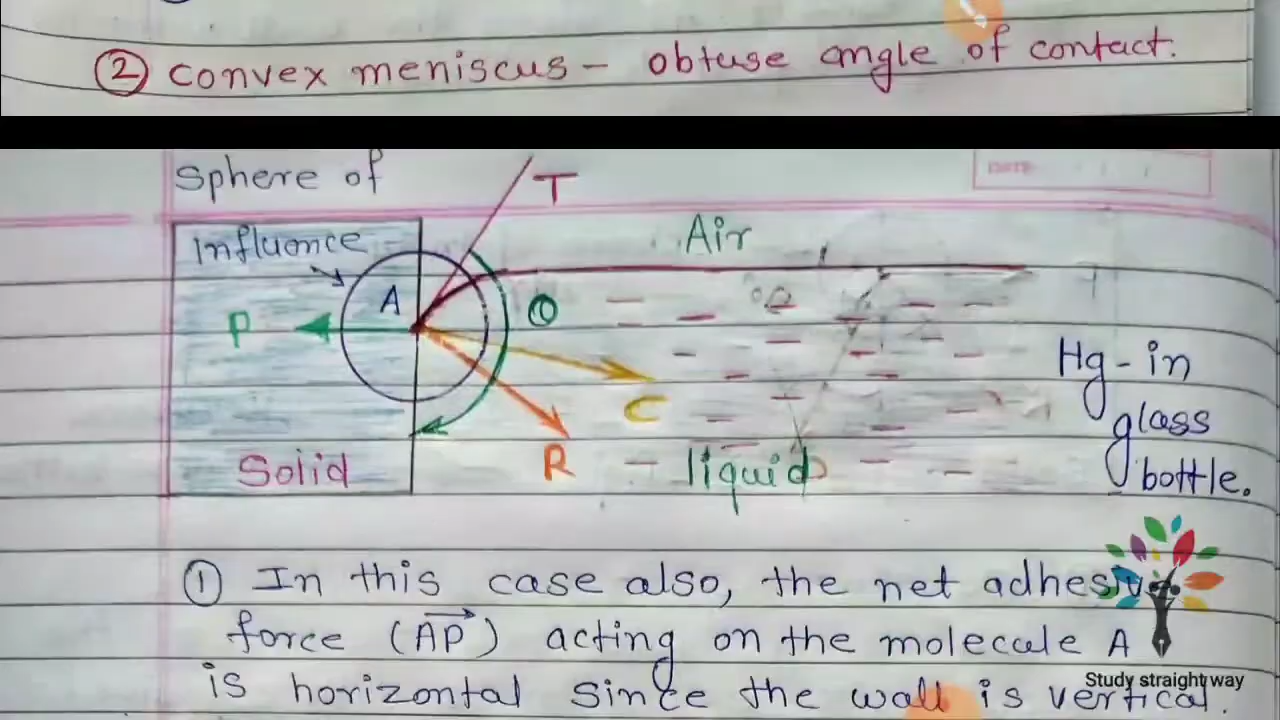 ② Convex meniscus - obtuse angle of contact.
Sphere of
T
DATE
Influence
Air
A
θ
P
Hg-in
C
glass
R
Solid
liquid
bottle.
① In this case also, the net adhesive
force (AP) acting on the molecule A
is horizontal since the wall is vertical.
Study straight way